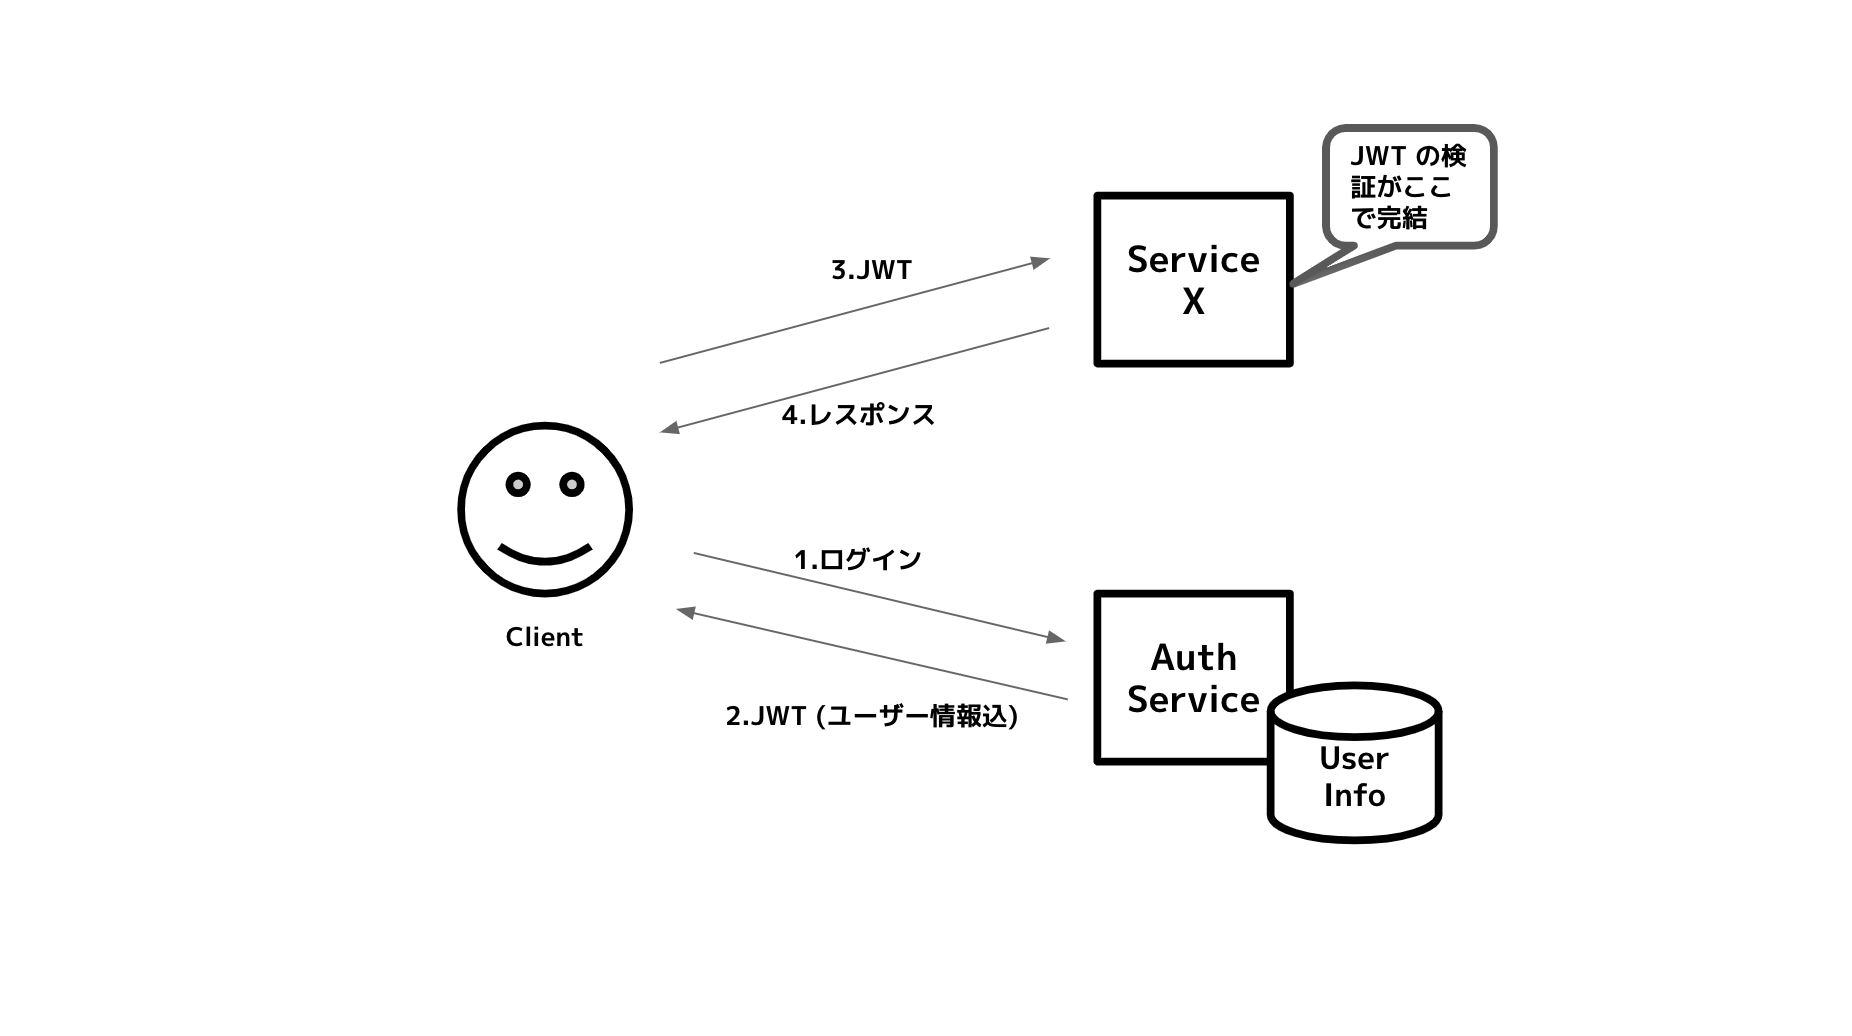 JWT の検
証がここ
で完結
Service
X
3.JWT
4.レスポンス
1.ログイン
Client
Auth
Service
2.JWT (ユーザー情報込)
User
Info